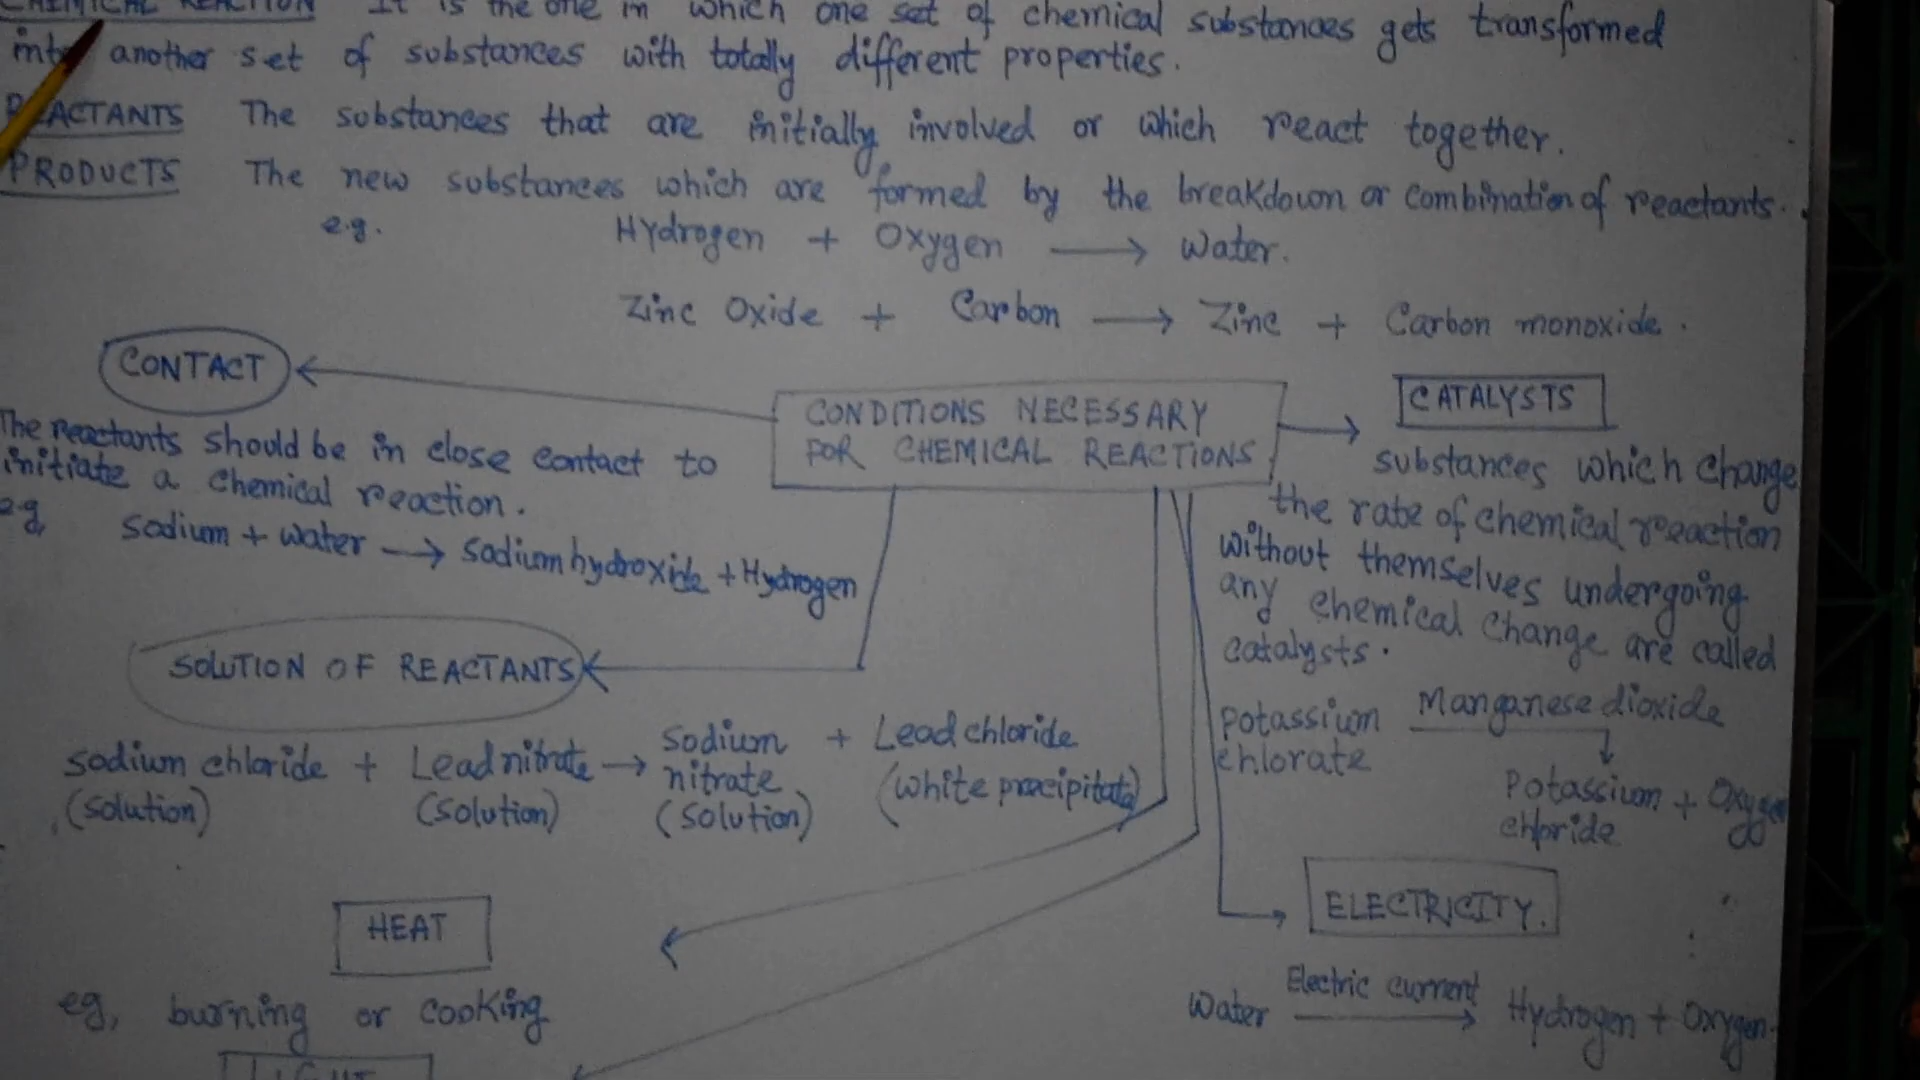 CHEMICAL REACTION It is the one in which one set of chemical substances gets transformed
into another set of substances with totally different properties.
REACTANTS The substances that are initially involved or which react together.
PRODUCTS The new substances which are formed by the breakdown or combination of reactants.
e.g. Hydrogen + Oxygen → Water.
Zinc Oxide + Carbon → Zinc + Carbon monoxide.
CONTACT
The reactants should be in close contact to
initiate a chemical reaction.
eg, sodium + water → sodium hydroxide + Hydrogen
CONDITIONS NECESSARY
FOR CHEMICAL REACTIONS
CATALYSTS
substances which change
the rate of chemical reaction
without themselves undergoing
any chemical change are called
catalysts.
Potassium Manganese dioxide
chlorate
Potassium + Oxygen
chloride
SOLUTION OF REACTANTS
sodium chloride + Lead nitrate → sodium + Lead chloride
nitrate
(solution) (solution) (solution) (white precipitate)
HEAT
eg, burning or cooking
ELECTRICITY.
Electric current
Water → Hydrogen + Oxygen.
LIGHT